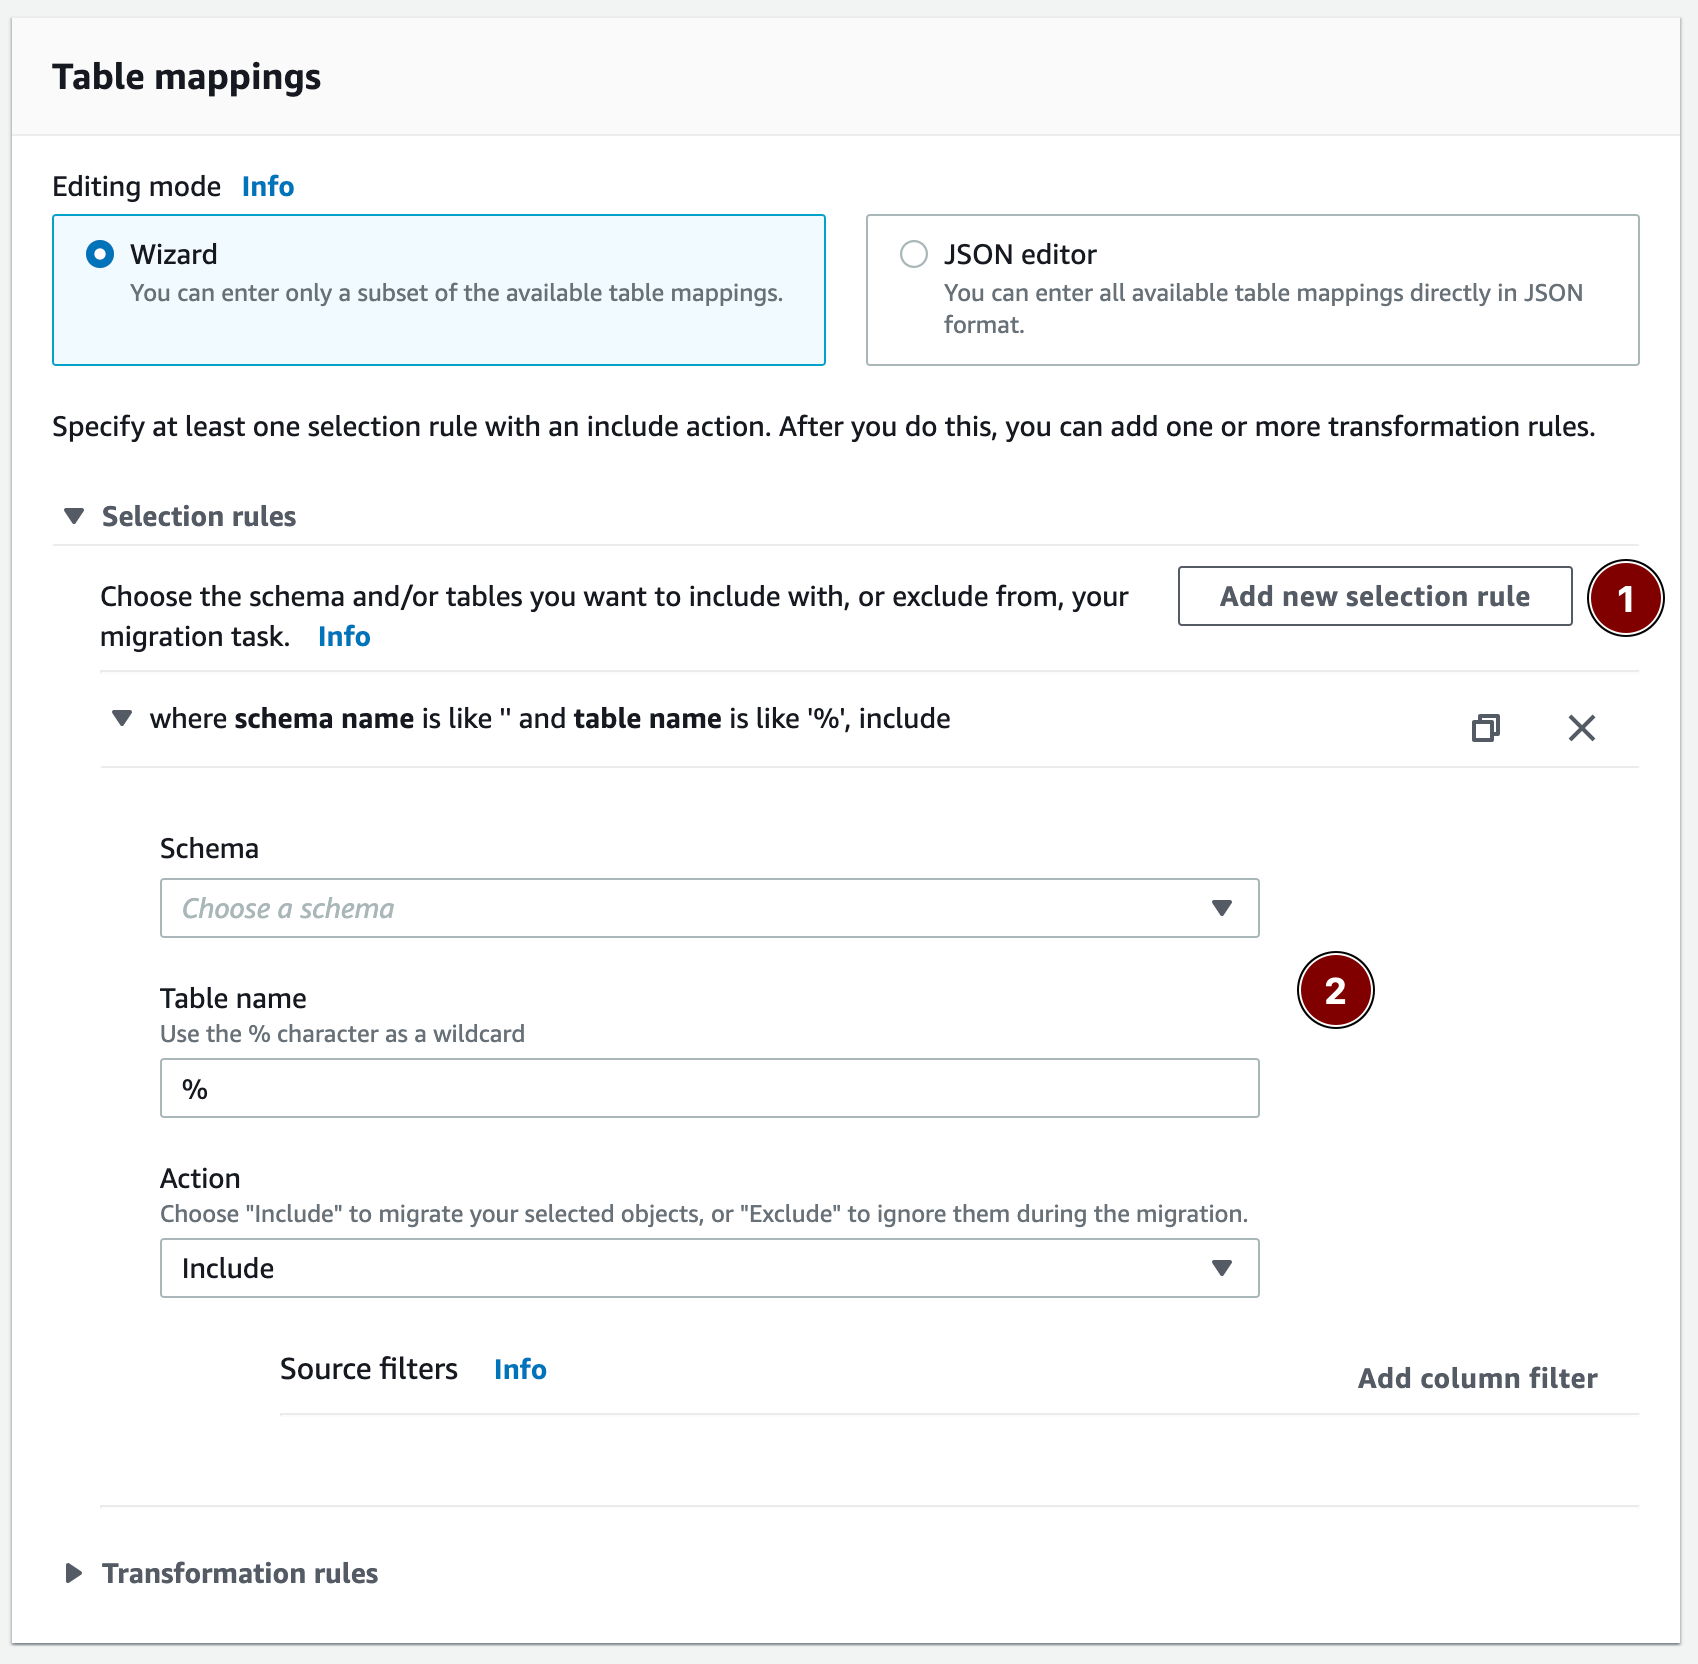 Table mappings
Editing mode Info
Wizard
You can enter only a subset of the available table mappings.
JSON editor
You can enter all available table mappings directly in JSON
format.
Specify at least one selection rule with an include action. After you do this, you can add one or more transformation rules.
Selection rules
Choose the schema and/or tables you want to include with, or exclude from, your
migration task. Info
Add new selection rule
1
where schema name is like '' and table name is like '%', include
Schema
Choose a schema
2
Table name
Use the % character as a wildcard
%
Action
Choose "Include" to migrate your selected objects, or "Exclude" to ignore them during the migration.
Include
Source filters Info
Add column filter
Transformation rules